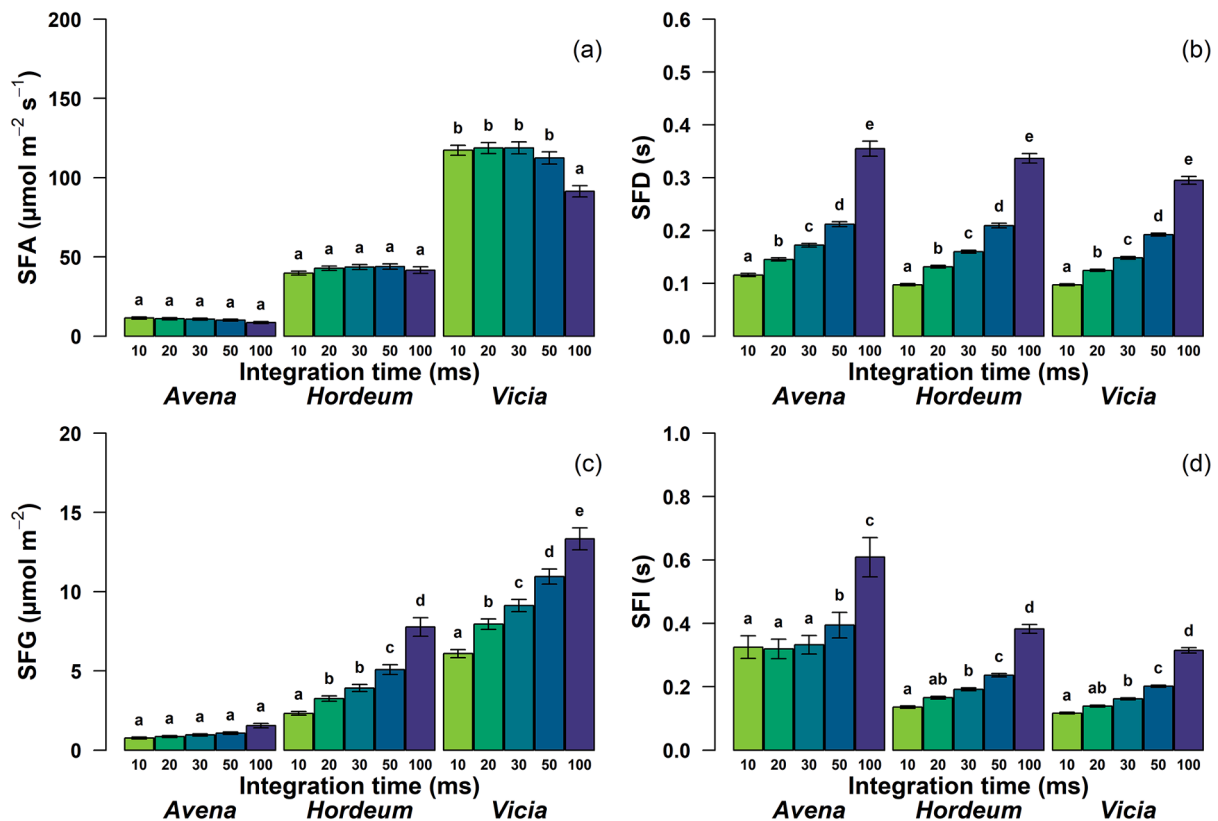 (a)
SFA (µmol m⁻² s⁻¹)
200
150
100
50
0
a a a a a
a a a a a
b b b b a
10 20 30 50 100 10 20 30 50 100 10 20 30 50 100
Integration time (ms)
Avena Hordeum Vicia
(b)
SFD (s)
0.6
0.5
0.4
0.3
0.2
0.1
0.0
a b c d e
a b c d e
a b c d e
10 20 30 50 100 10 20 30 50 100 10 20 30 50 100
Integration time (ms)
Avena Hordeum Vicia
(c)
SFG (µmol m⁻²)
20
15
10
5
0
a a a a a
a b b c d
a b c d e
10 20 30 50 100 10 20 30 50 100 10 20 30 50 100
Integration time (ms)
Avena Hordeum Vicia
(d)
SFI (s)
1.0
0.8
0.6
0.4
0.2
0.0
a a a b c
a ab b c d
a ab b c d
10 20 30 50 100 10 20 30 50 100 10 20 30 50 100
Integration time (ms)
Avena Hordeum Vicia